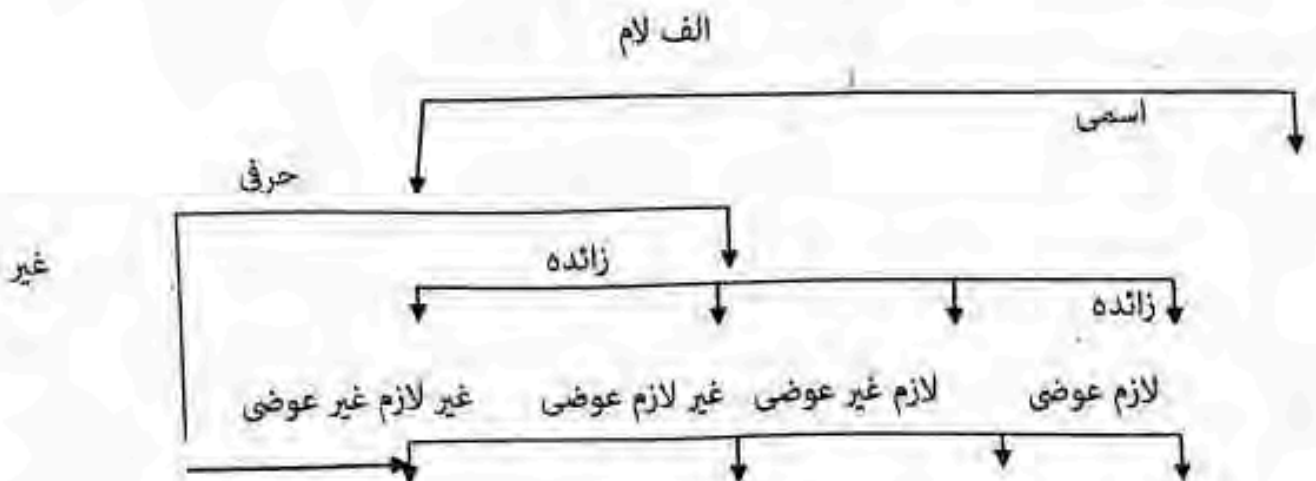 الف لام
اسمی
حرفی
زائده
غیر
زائده
لازم عوضی
لازم غیر عوضی
غیر لازم عوضی
غیر لازم غیر عوضی